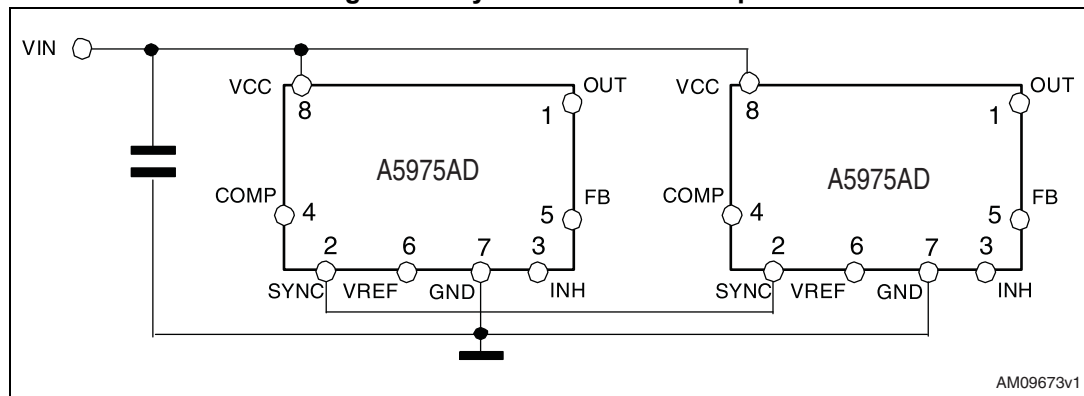 VIN
VCC
8
OUT
1
A5975AD
COMP
4
FB
5
2
6
7
3
SYNC
VREF
GND
INH
VCC
8
OUT
1
A5975AD
COMP
4
FB
5
2
6
7
3
SYNC
VREF
GND
INH
AM09673v1